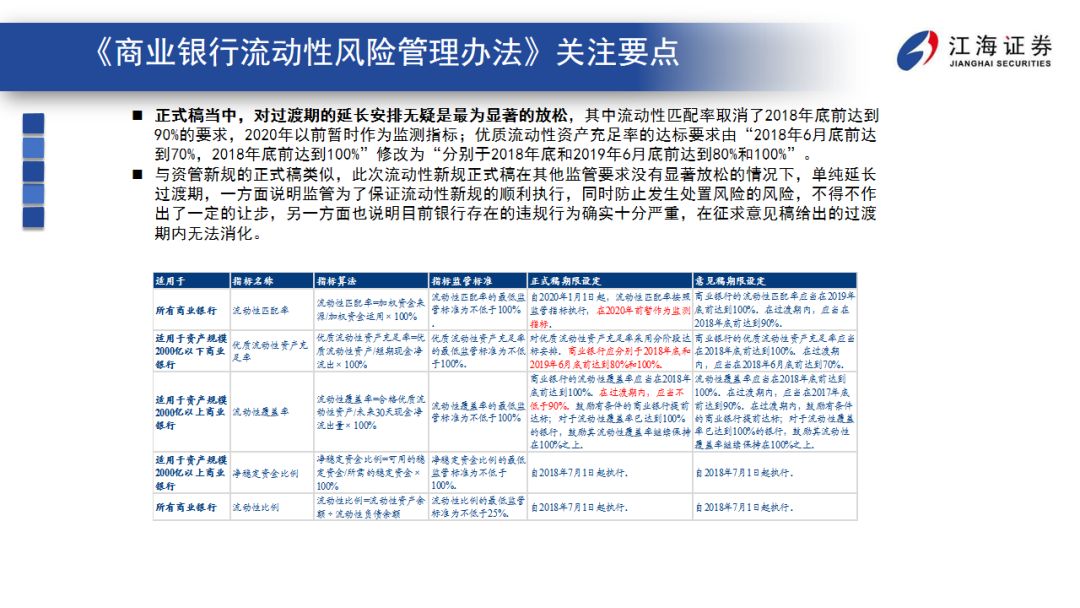 《商业银行流动性风险管理办法》关注要点
江海证券
JIANGHAI SECURITIES
■ 正式稿当中，对过渡期的延长安排无疑是最为显著的放松，其中流动性匹配率取消了2018年底前达到
90%的要求，2020年以前暂时作为监测指标；优质流动性资产充足率的达标要求由“2018年6月底前达
到70%，2018年底前达到100%”修改为“分别于2018年底和2019年6月底前达到80%和100%”。
■ 与资管新规的正式稿类似，此次流动性新规正式稿在其他监管要求没有显著放松的情况下，单纯延长
过渡期，一方面说明监管为了保证流动性新规的顺利执行，同时防止发生处置风险的风险，不得不作
出了一定的让步，另一方面也说明目前银行存在的违规行为确实十分严重，在征求意见稿给出的过渡
期内无法消化。
适用于 指标名称 指标算法 指标监管标准 正式稿期限设定 意见稿期限设定
所有商业银行
流动性匹配率
流动性匹配率=加权资金来
源/加权资金运用×100%
流动性匹配率的最低监
管标准为不低于100%
.
自2020年1月1日起，流动性匹配率按照
监管指标执行，在2020年前暂作为监测
指标.
商业银行的流动性匹配率应当在2019年
底前达到100%。在过渡期内，应当在
2018年底前达到90%。
适用于资产规模
2000亿以下商业
银行
优质流动性资产充
足率
优质流动性资产充足率=优
质流动性资产/短期现金净
流出×100%
优质流动性资产充足率
的最低监管标准为不低
于100%。
对优质流动性资产充足率采用分阶段达
标安排。商业银行应分别于2018年底和
2019年6月底前达到80%和100%。
商业银行的优质流动性资产充足率应当
在2018年底前达到100%。在过渡期
内，应当在2018年6月底前达到70%。
适用于资产规模
2000亿以上商业
银行
流动性覆盖率
流动性覆盖率=合格优质流
动性资产/未来30天现金净
流出量×100%
流动性覆盖率的最低监
管标准为不低于100%
商业银行的流动性覆盖率应当在2018年
底前达到100%。在过渡期内，应当不
低于90%。鼓励有条件的商业银行提前
达标；对于流动性覆盖率已达到100%
的银行，鼓励其流动性覆盖率继续保持
在100%之上.
流动性覆盖率应当在2018年底前达到
100%。在过渡期内，应当在2017年底
前达到90%。在过渡期内，鼓励有条件
的商业银行提前达标；对于流动性覆盖
率已达到100%的银行，鼓励其流动性
覆盖率继续保持在100%之上.
适用于资产规模
2000亿以上商业
银行
净稳定资金比例
净稳定资金比例=可用的稳
定资金/所需的稳定资金×
100%
净稳定资金比例的最低
监管标准为不低于
100%。
自2018年7月1日起执行.
自2018年7月1日起执行.
所有商业银行
流动性比例
流动性比例=流动性资产余
额÷流动性负债余额
流动性比例的最低监管
标准为不低于25%.
自2018年7月1日起执行.
自2018年7月1日起执行.